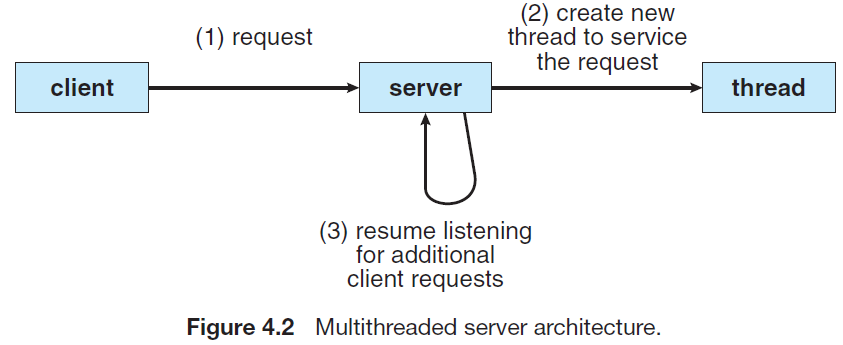 (1) request
(2) create new
thread to service
the request
client
server
thread
(3) resume listening
for additional
client requests
Figure 4.2 Multithreaded server architecture.